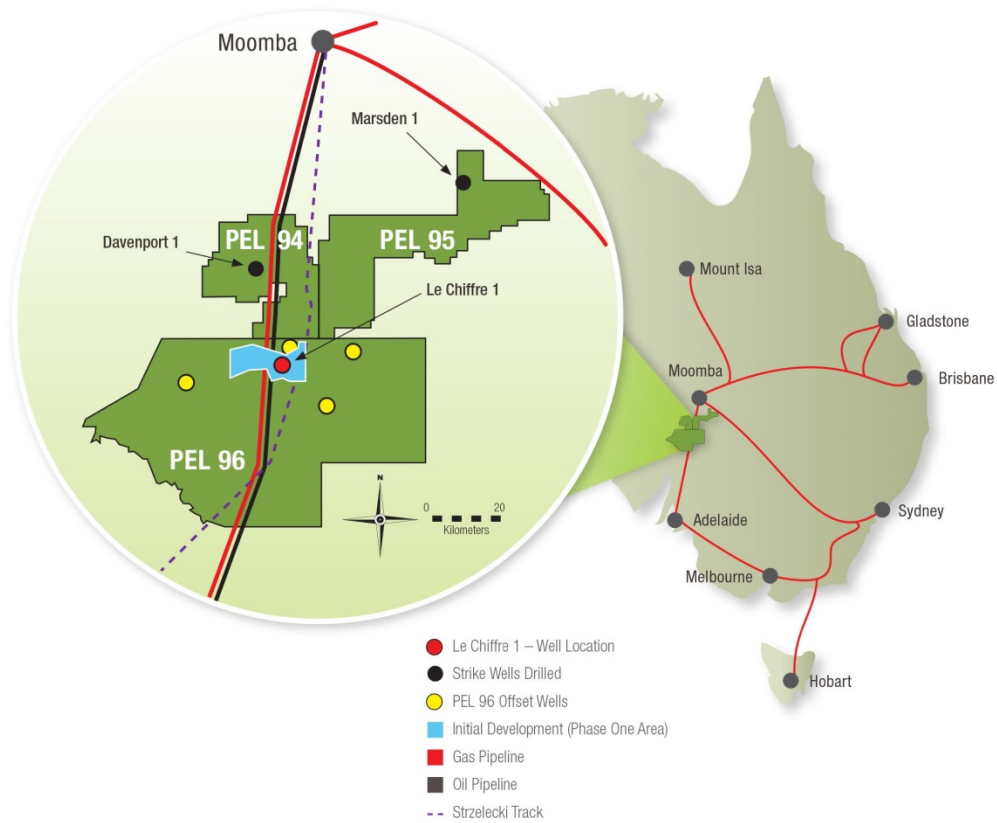 Moomba
Marsden 1
PEL 94
PEL 95
Davenport 1
Le Chiffre 1
PEL 96
N
0 20
Kilometers
Mount Isa
Gladstone
Moomba
Brisbane
Adelaide
Sydney
Melbourne
Hobart
Le Chiffre 1 – Well Location
Strike Wells Drilled
PEL 96 Offset Wells
Initial Development (Phase One Area)
Gas Pipeline
Oil Pipeline
Strzelecki Track